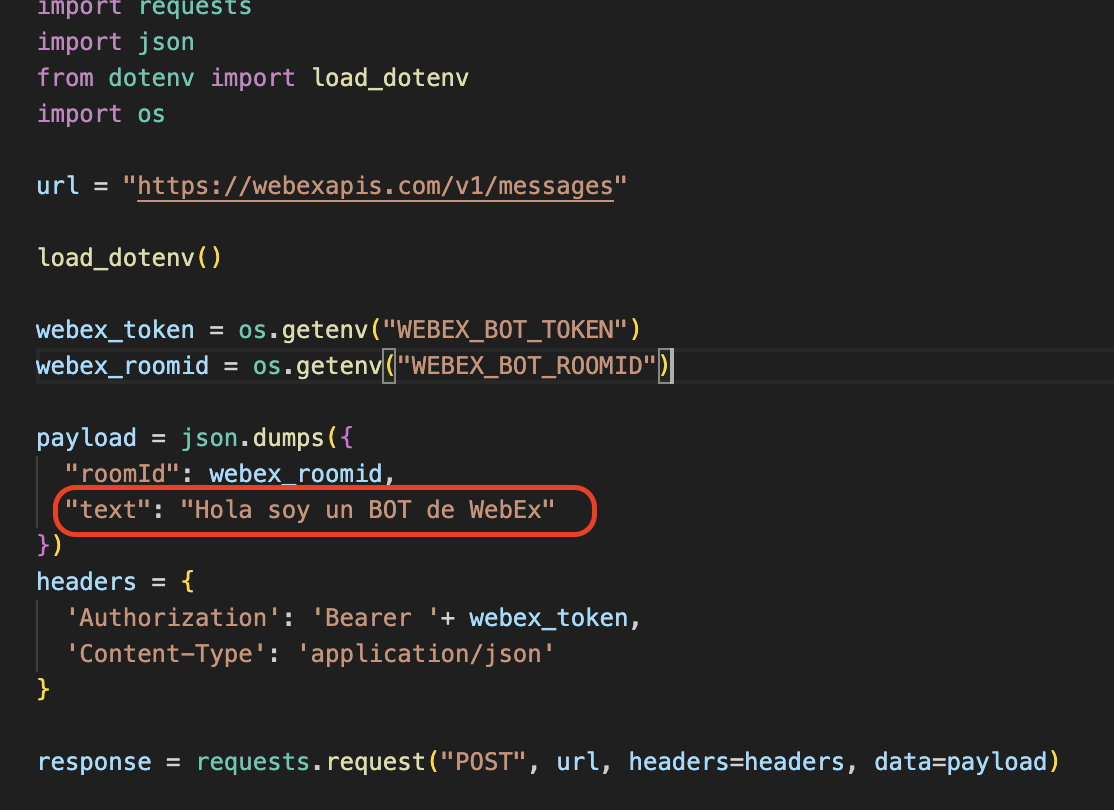 import requests
import json
from dotenv import load_dotenv
import os
url = "https://webexapis.com/v1/messages"
load_dotenv()
webex_token = os.getenv("WEBEX_BOT_TOKEN")
webex_roomid = os.getenv("WEBEX_BOT_ROOMID")
payload = json.dumps({
  "roomId": webex_roomid,
  "text": "Hola soy un BOT de WebEx"
})
headers = {
  'Authorization': 'Bearer '+ webex_token,
  'Content-Type': 'application/json'
}
response = requests.request("POST", url, headers=headers, data=payload)